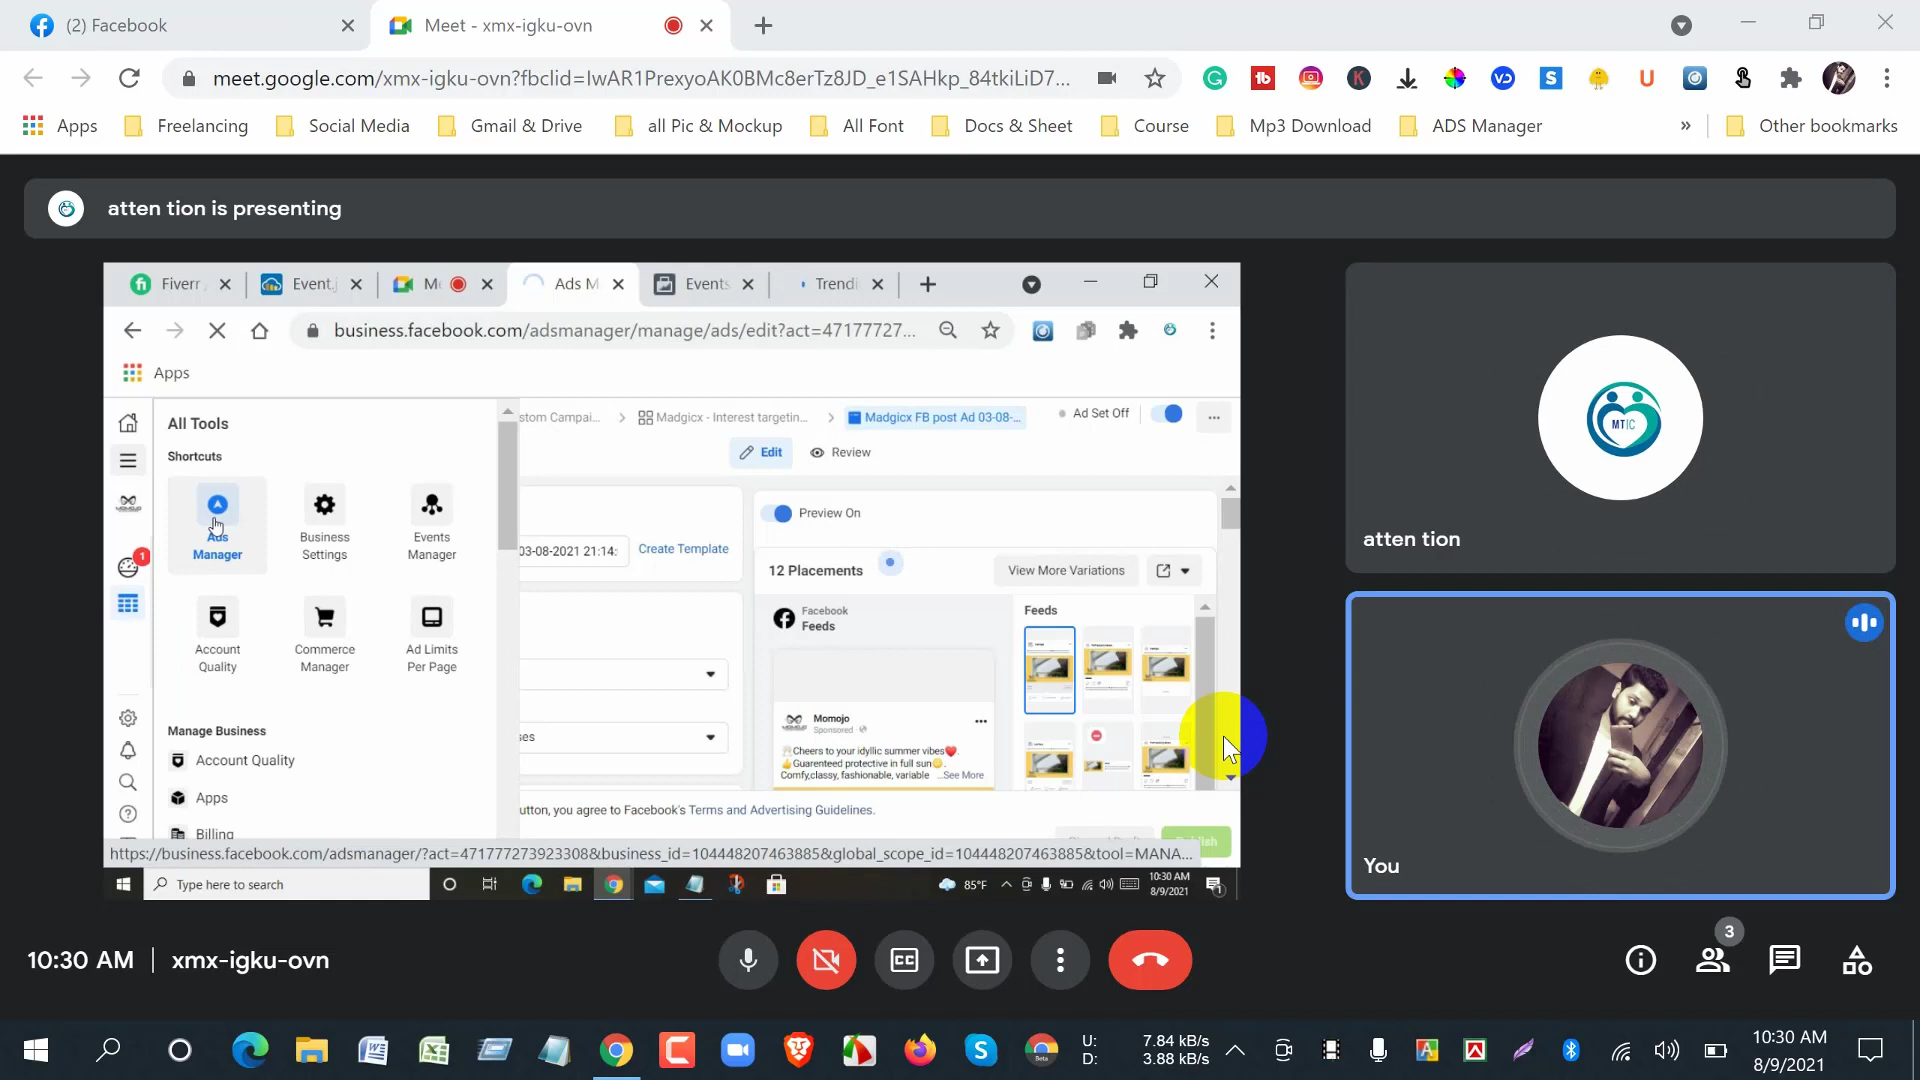 (2) Facebook
Meet - xmx-igku-ovn
meet.google.com/xmx-igku-ovn?fbclid=IwAR1PrexyoAK0BMc8erTz8JD_e1SAHkp_84tkiLiD7...
Apps
Freelancing
Social Media
Gmail & Drive
all Pic & Mockup
All Font
Docs & Sheet
Course
Mp3 Download
ADS Manager
»
Other bookmarks
atten tion is presenting
Fiverr
Event.j
Ads M
Events
Trendi
business.facebook.com/adsmanager/manage/ads/edit?act=47177727...
Apps
All Tools
Shortcuts
Ads Manager
Business Settings
Events Manager
Account Quality
Commerce Manager
Ad Limits Per Page
Manage Business
Account Quality
Apps
Billing
stom Campai...
Madgicx - Interest targetin...
Madgicx FB post Ad 03-08-...
Ad Set Off
Edit
Review
03-08-2021 21:14:
Create Template
Preview On
12 Placements
View More Variations
Facebook
Feeds
Feeds
Momojo
Sponsored
Cheers to your idyllic summer vibes
Guarenteed protective in full sun
Comfy,classy, fashionable, variable ...See More
utton, you agree to Facebook's Terms and Advertising Guidelines.
https://business.facebook.com/adsmanager/?act=471777273923308&business_id=104448207463885&global_scope_id=104448207463885&tool=MANA...
Type here to search
85°F
10:30 AM
8/9/2021
MTIC
atten tion
You
10:30 AM | xmx-igku-ovn
CC
3
U: 7.84 kB/s
D: 3.88 kB/s
10:30 AM
8/9/2021